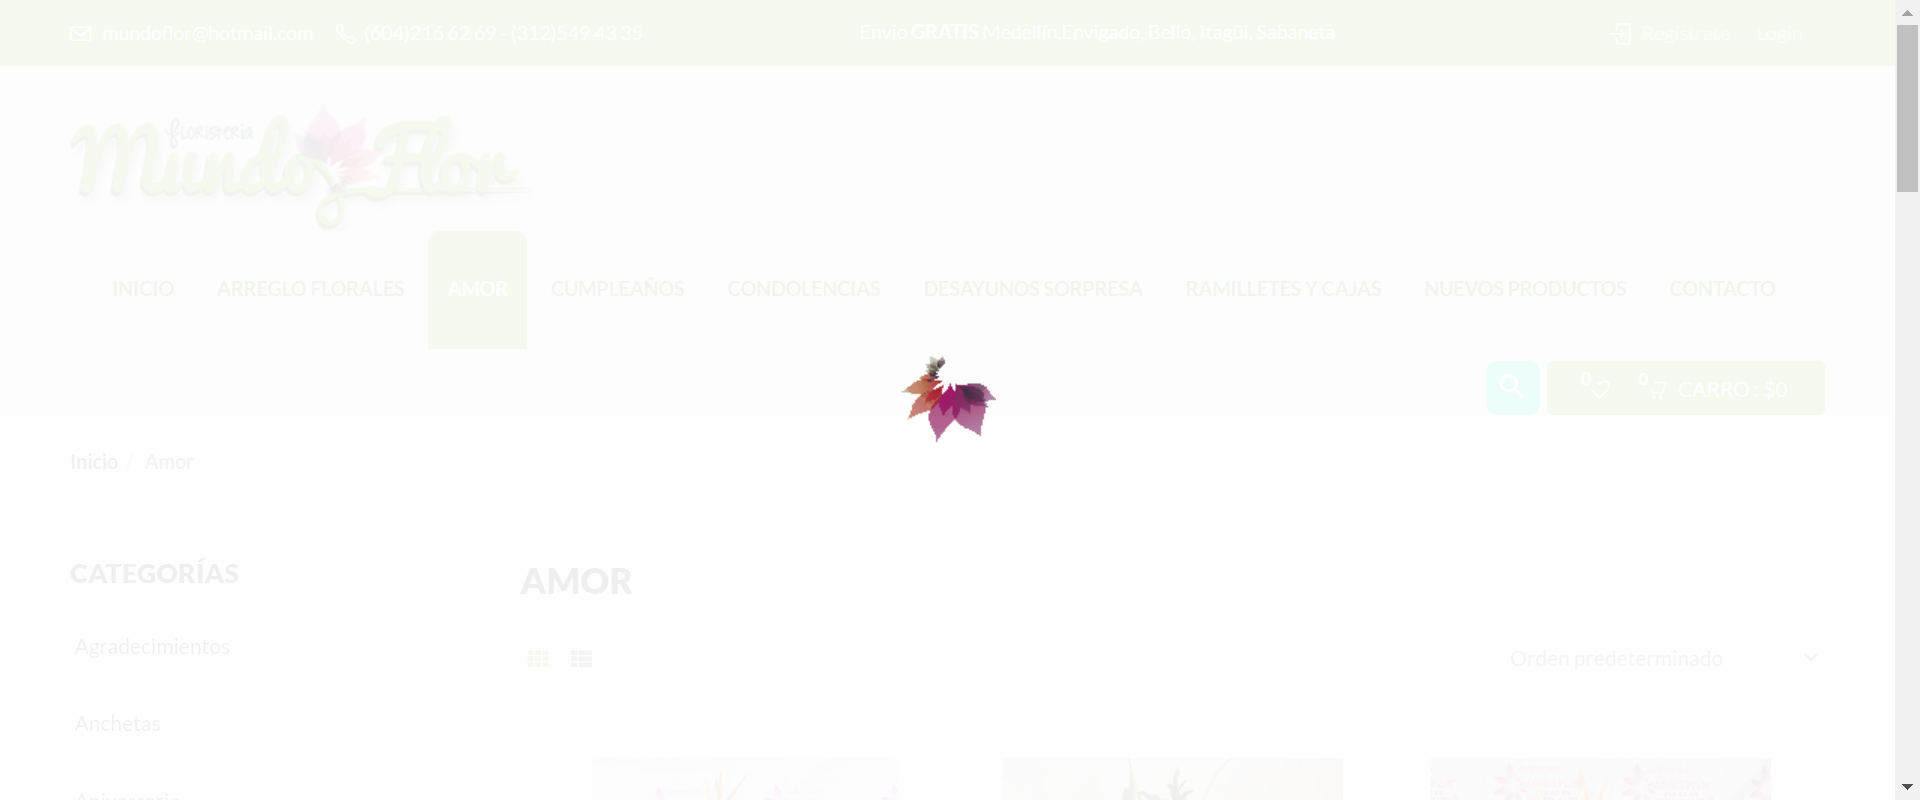 mundoflor@hotmail.com
(604)216 62 69 - (312)549 43 35
Envio GRATIS Medellín,Envigado, Bello, Itagüí, Sabaneta
Registrate
Login
floristeria
Mundo Flor
INICIO
ARREGLO FLORALES
AMOR
CUMPLEAÑOS
CONDOLENCIAS
DESAYUNOS SORPRESA
RAMILLETES Y CAJAS
NUEVOS PRODUCTOS
CONTACTO
0
0
CARRO : $0
Inicio / Amor
CATEGORÍAS
AMOR
Agradecimientos
Orden predeterminado
Anchetas
Aniversario